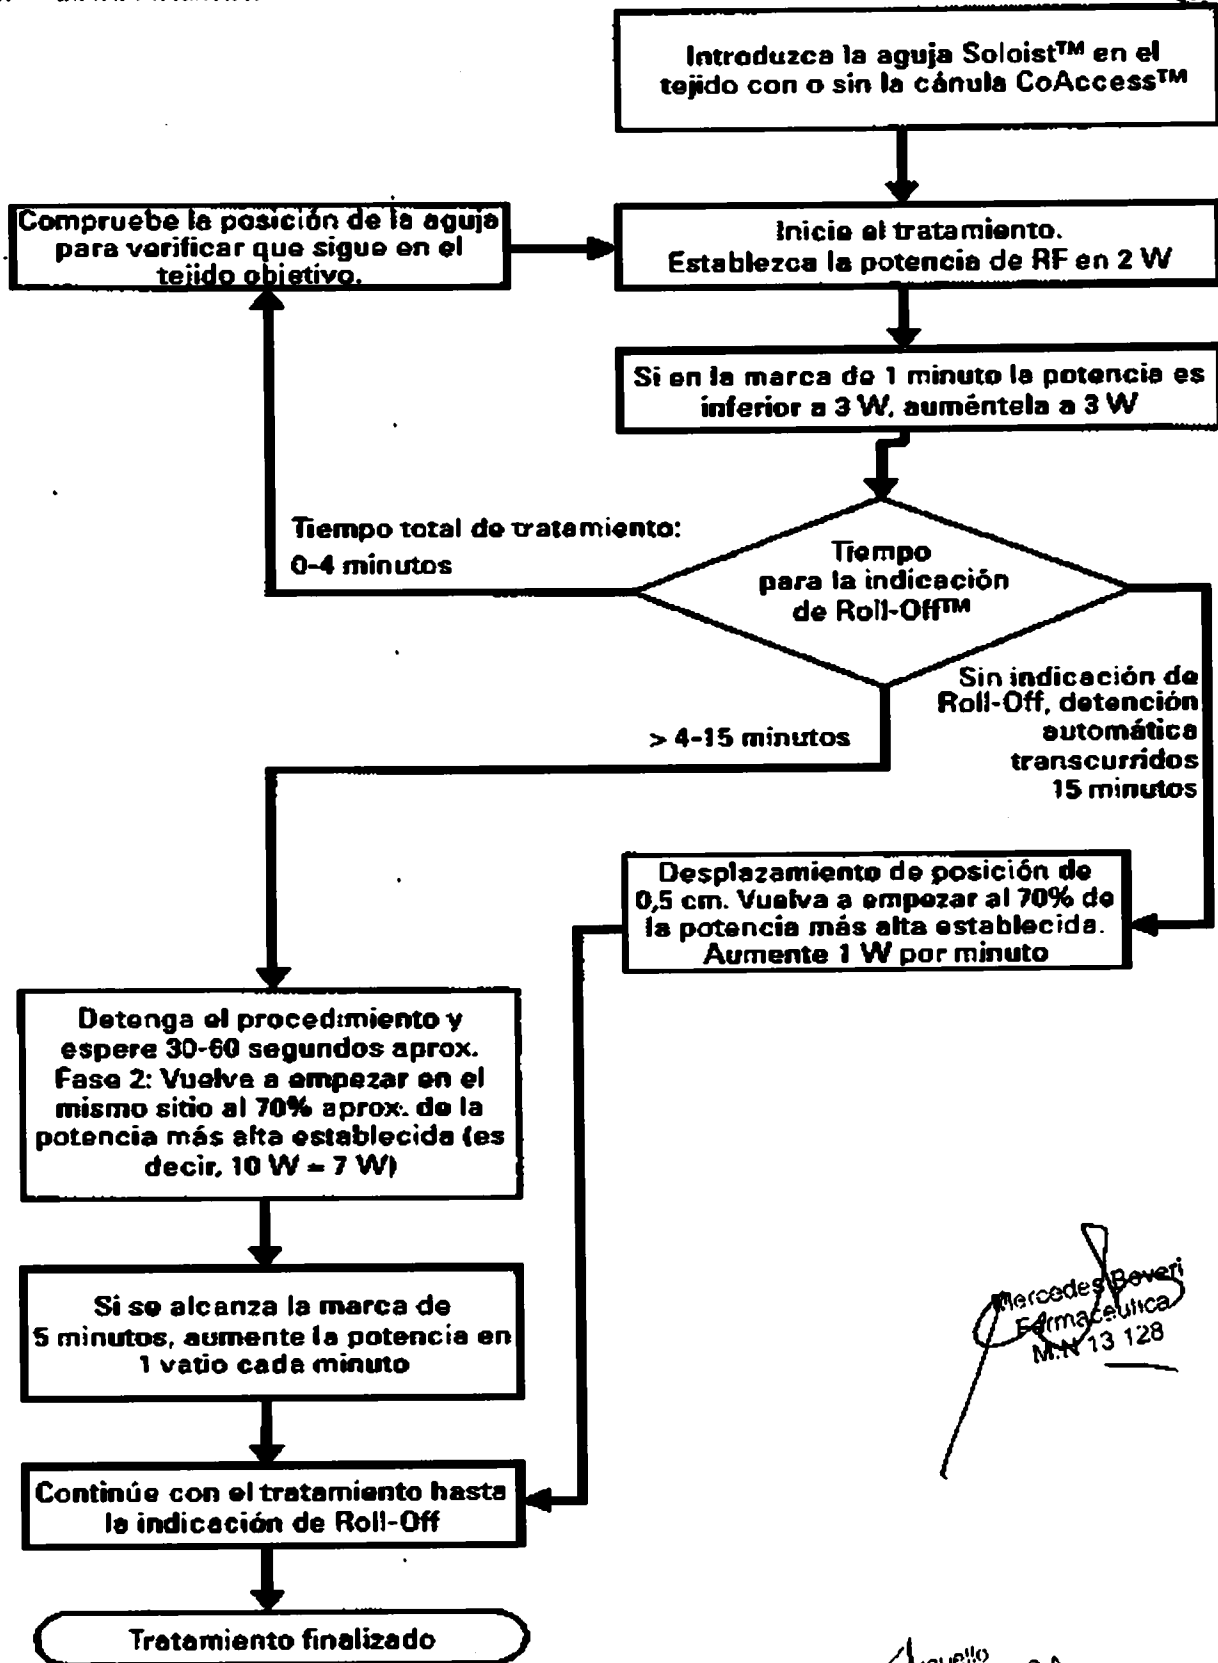 Introduzca la aguja Soloist™ en el
tejido con o sin la cánula CoAccess™
Compruebe la posición de la aguja
para verificar que sigue en el
tejido objetivo.
Inicie el tratamiento.
Establezca la potencia de RF en 2 W
Si en la marca de 1 minuto la potencia es
inferior a 3 W, auméntela a 3 W
Tiempo total de tratamiento:
0-4 minutos
Tiempo
para la indicación
de Roll-Off™
Sin indicación de
Roll-Off, detención
automática
transcurridos
15 minutos
> 4-15 minutos
Desplazamiento de posición de
0,5 cm. Vuelva a empezar al 70% de
la potencia más alta establecida.
Aumente 1 W por minuto
Detenga el procedimiento y
espere 30-60 segundos aprox.
Fase 2: Vuelva a empezar en el
mismo sitio al 70% aprox. de la
potencia más alta establecida (es
decir, 10 W = 7 W)
Si se alcanza la marca de
5 minutos, aumente la potencia en
1 vatio cada minuto
Continúe con el tratamiento hasta
la indicación de Roll-Off
Tratamiento finalizado
Mercedes Boveri
Farmaceutica
M.N 13 128